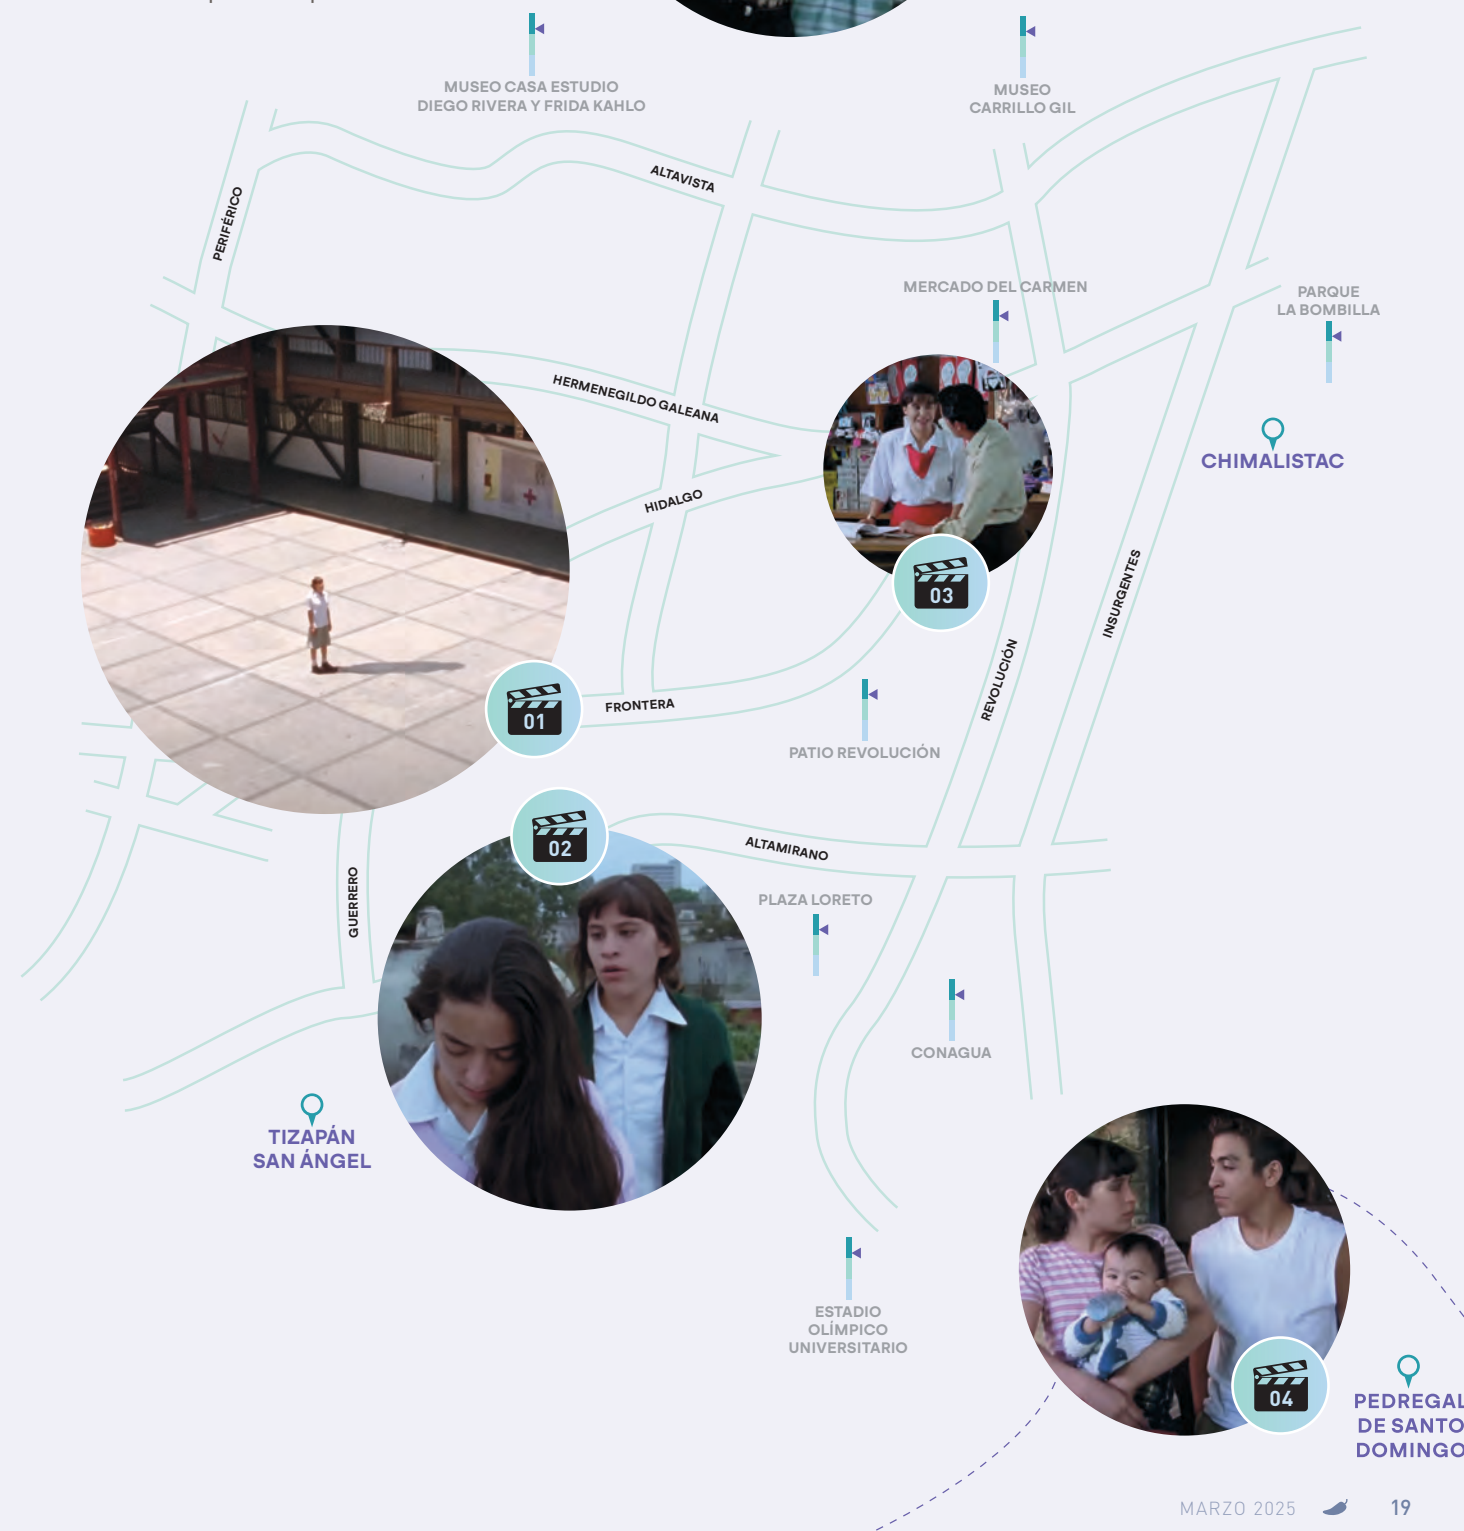 MUSEO CASA ESTUDIO
DIEGO RIVERA Y FRIDA KAHLO
MUSEO
CARRILLO GIL
ALTAVISTA
PERIFÉRICO
MERCADO DEL CARMEN
PARQUE
LA BOMBILLA
HERMENEGILDO GALEANA
CHIMALISTAC
HIDALGO
03
INSURGENTES
REVOLUCIÓN
01
FRONTERA
PATIO REVOLUCIÓN
02
ALTAMIRANO
GUERRERO
PLAZA LORETO
CONAGUA
TIZAPÁN
SAN ÁNGEL
ESTADIO
OLÍMPICO
UNIVERSITARIO
04
PEDREGAL
DE SANTO
DOMINGO
MARZO 2025
19